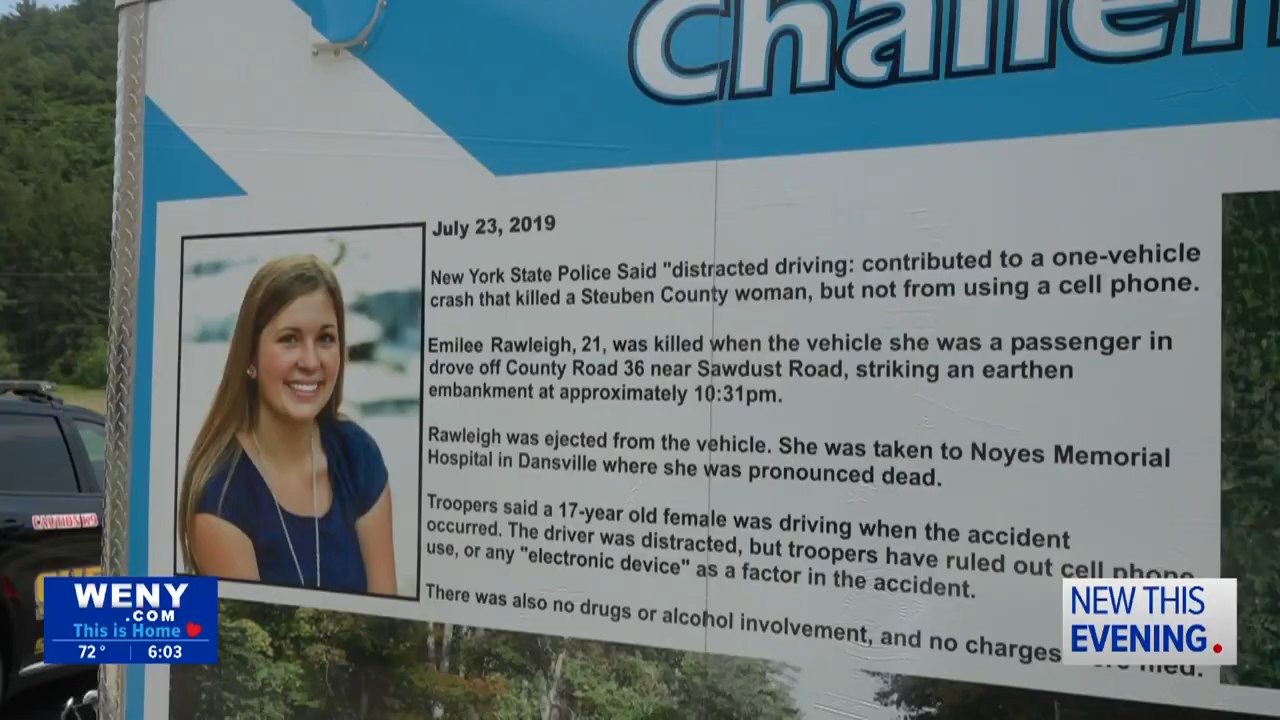 Challen
July 23, 2019
New York State Police Said "distracted driving: contributed to a one-vehicle
crash that killed a Steuben County woman, but not from using a cell phone.
Emilee Rawleigh, 21, was killed when the vehicle she was a passenger in
drove off County Road 36 near Sawdust Road, striking an earthen
embankment at approximately 10:31pm.
Rawleigh was ejected from the vehicle. She was taken to Noyes Memorial
Hospital in Dansville where she was pronounced dead.
Troopers said a 17-year old female was driving when the accident
occurred. The driver was distracted, but troopers have ruled out cell phone
use, or any "electronic device" as a factor in the accident.
There was also no drugs or alcohol involvement, and no charges were filed.
CAUTION K9
WENY
.COM
This is Home
72° | 6:03
NEW THIS
EVENING.